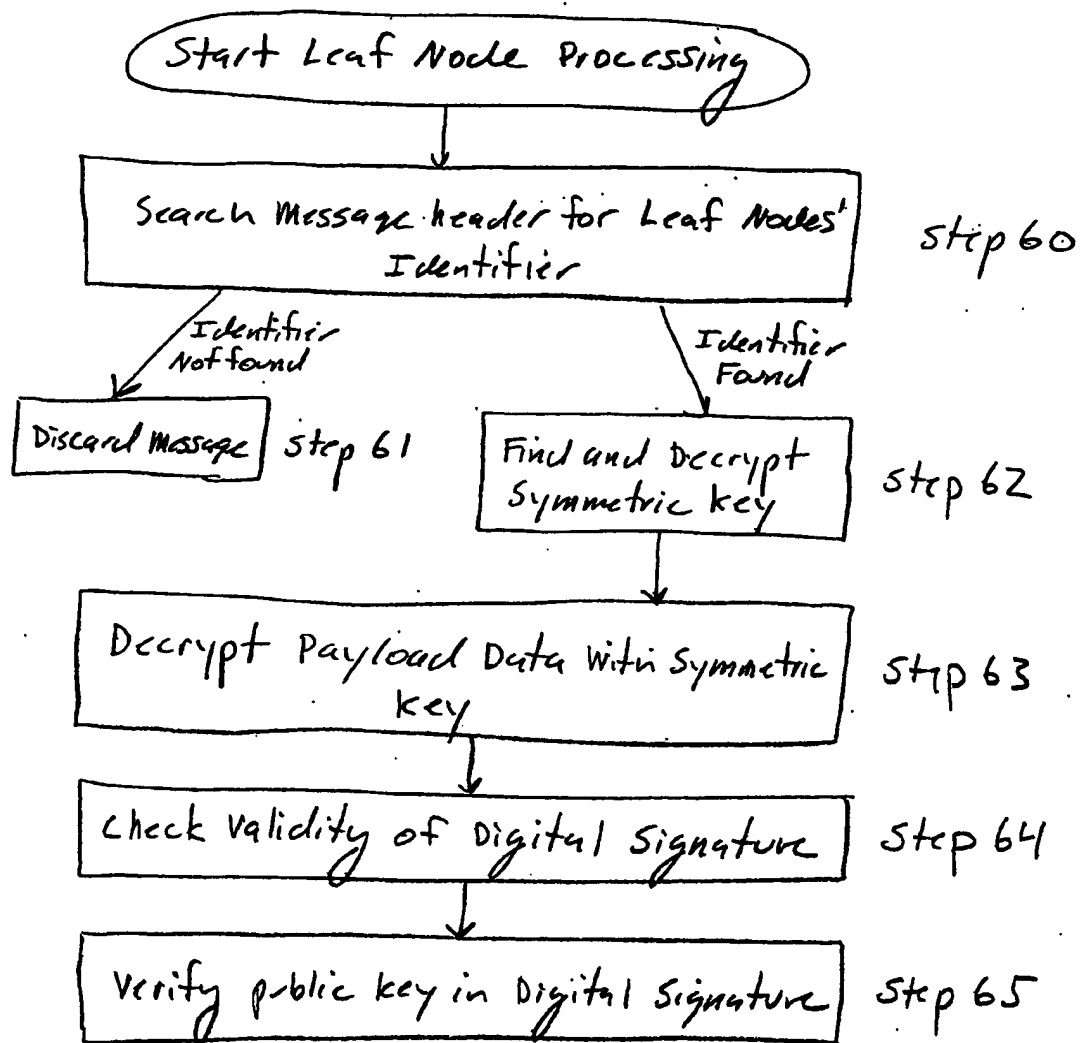 Start Leaf Node Processing
Search Message header for Leaf Nodes'
Identifier
step 60
Identifier
Not found
Identifier
Found
Discard Message
step 61
Find and Decrypt
Symmetric key
step 62
Decrypt Payload Data With Symmetric
key
step 63
Check Validity of Digital Signature
step 64
Verify public key in Digital Signature
step 65